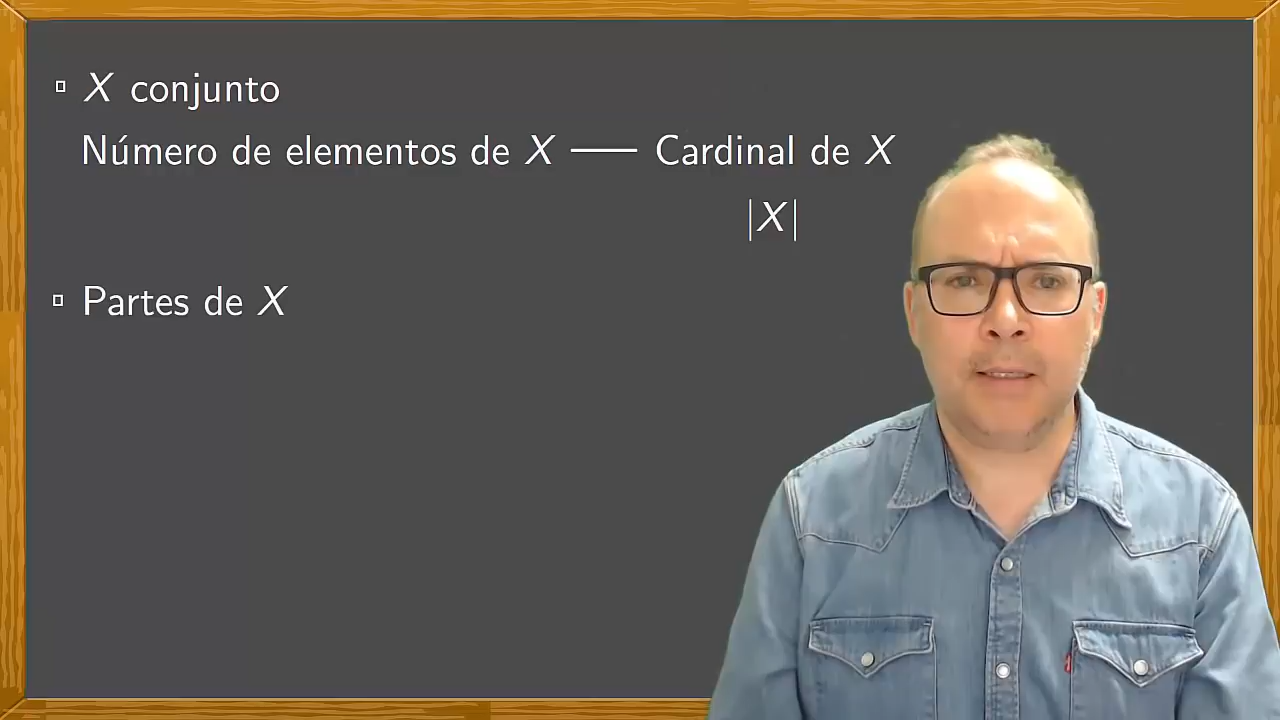 X conjunto
Número de elementos de X — Cardinal de X
|X|
Partes de X